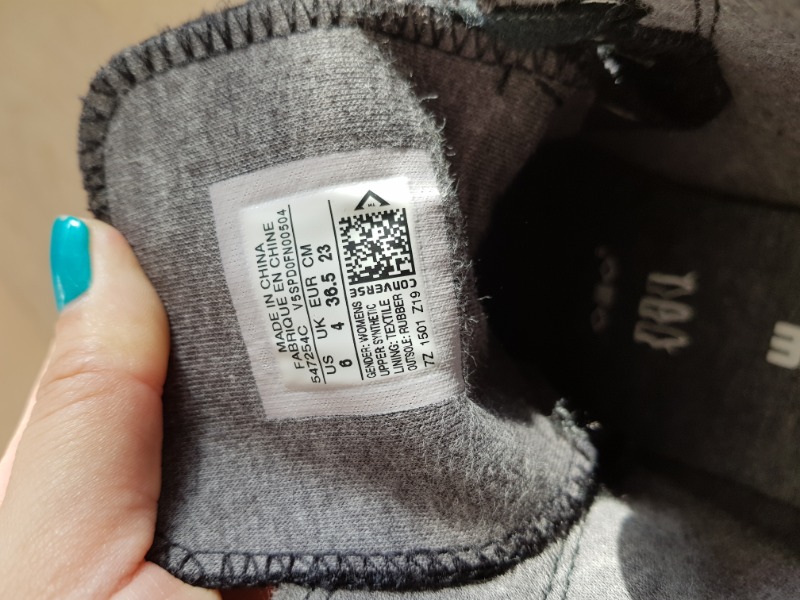 MADE IN CHINA
FABRIQUE EN CHINE
547254C V5SPD0FN00504
US UK EUR CM
6 4 36.5 23
CONVERSE
GENDER: WOMENS
UPPER SYNTHETIC
LINING: TEXTILE
OUTSOLE: RUBBER
7Z 1501 Z19